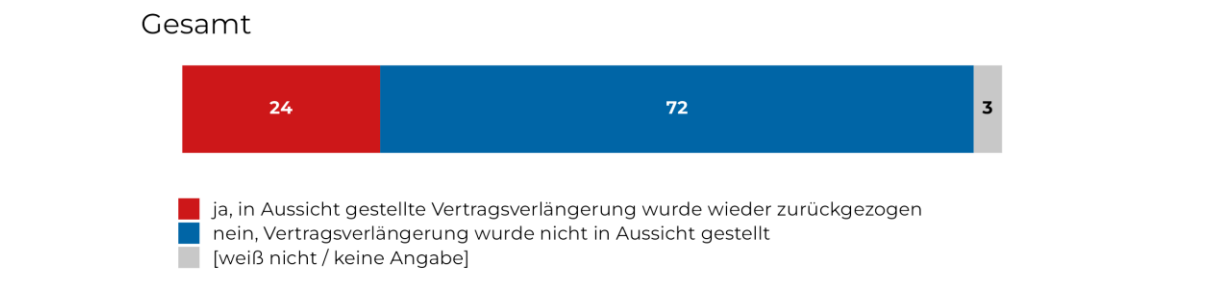 Gesamt
24 72 3
ja, in Aussicht gestellte Vertragsverlängerung wurde wieder zurückgezogen
nein, Vertragsverlängerung wurde nicht in Aussicht gestellt
[weiß nicht / keine Angabe]